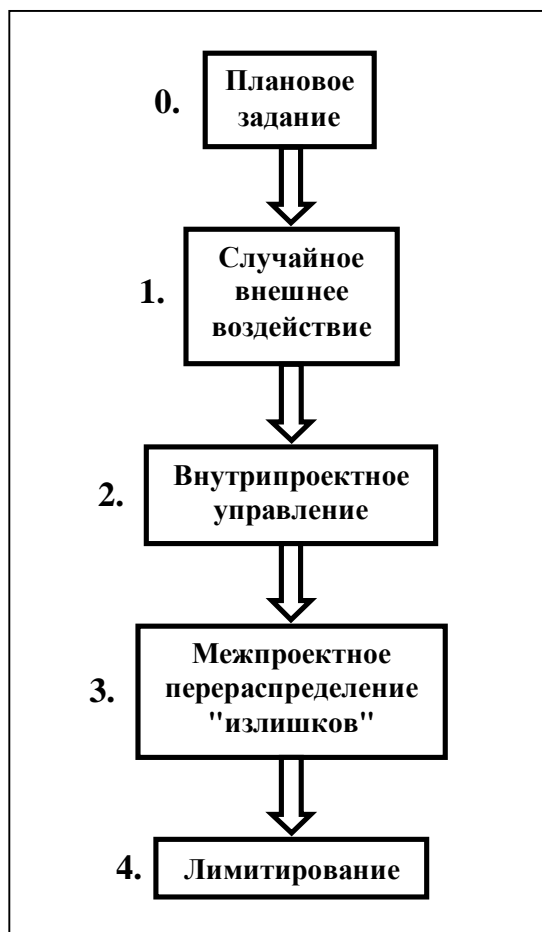 0.
Плановое
задание
1.
Случайное
внешнее
воздействие
2.
Внутрипроектное
управление
3.
Межпроектное
перераспределение
"излишков"
4.
Лимитирование